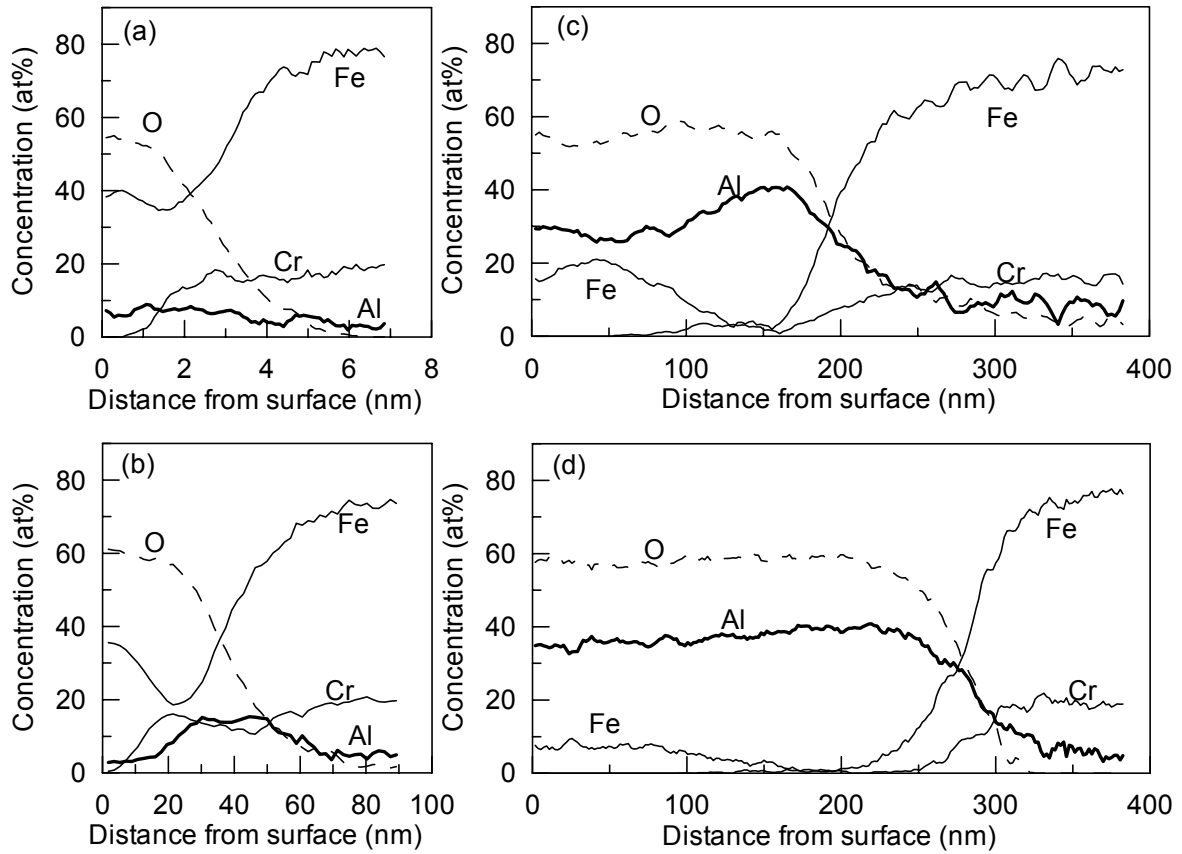 (a)
Concentration (at%)
80
60
40
20
0
Fe
O
Cr
Al
0 2 4 6 8
Distance from surface (nm)
(c)
Concentration (at%)
80
60
40
20
0
O
Al
Fe
Fe
Cr
0 100 200 300 400
Distance from surface (nm)
(b)
Concentration (at%)
80
60
40
20
0
O
Fe
Cr
Al
0 20 40 60 80 100
Distance from surface (nm)
(d)
Concentration (at%)
80
60
40
20
0
O
Fe
Al
Cr
Fe
0 100 200 300 400
Distance from surface (nm)